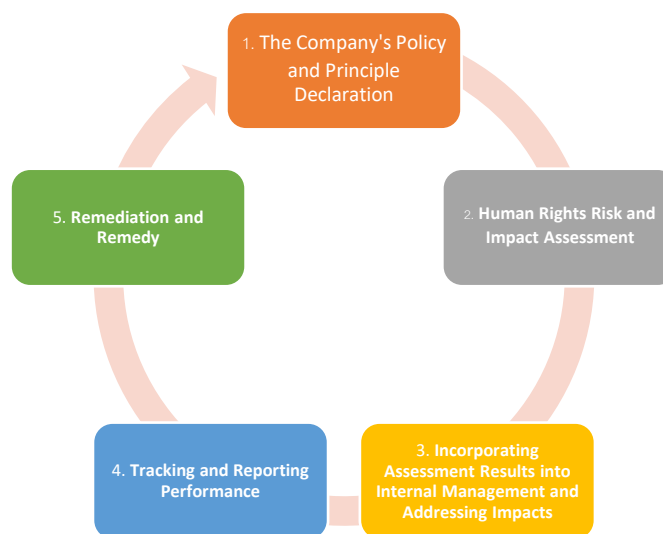 1. The Company's Policy
and Principle
Declaration
2. Human Rights Risk and
Impact Assessment
3. Incorporating
Assessment Results into
Internal Management and
Addressing Impacts
4. Tracking and Reporting
Performance
5. Remediation and
Remedy